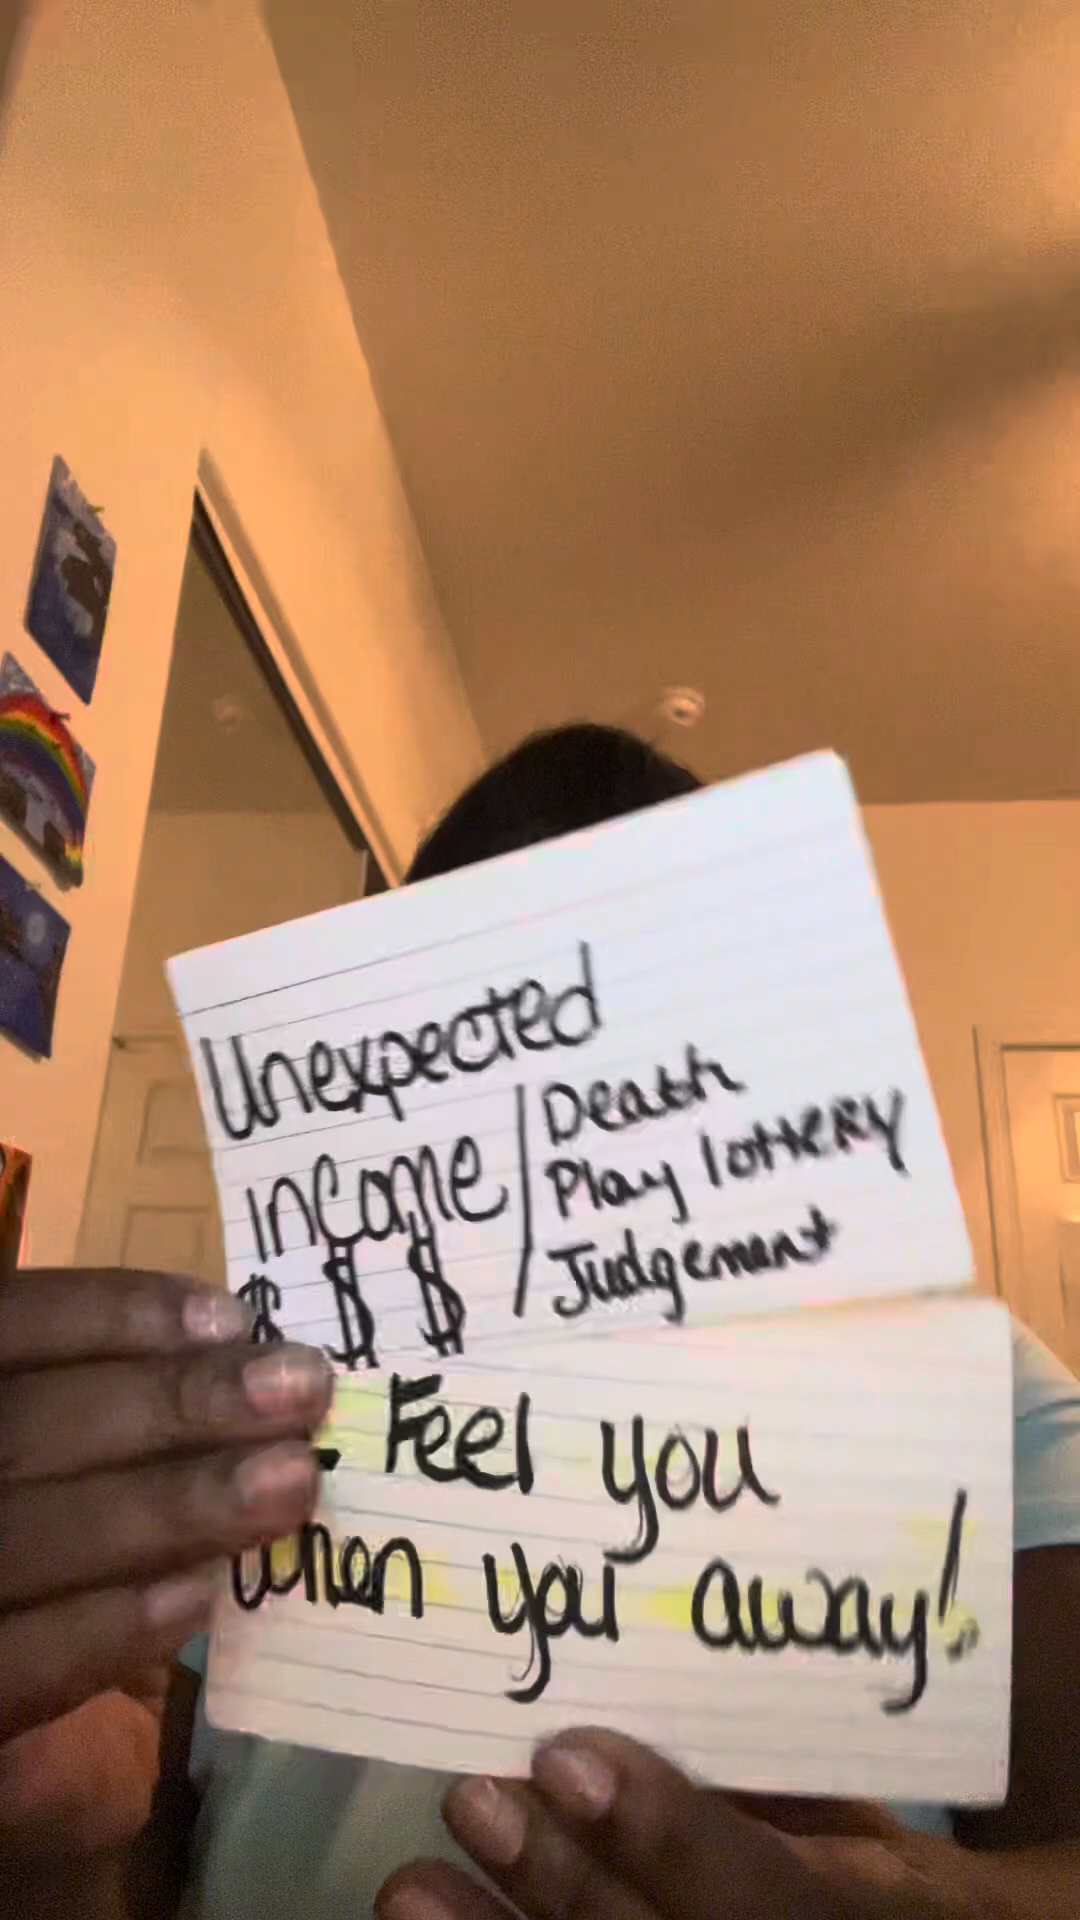 Unexpected
income / Death
Play lottery
Judgement
$ $ $
Feel you
When you away!